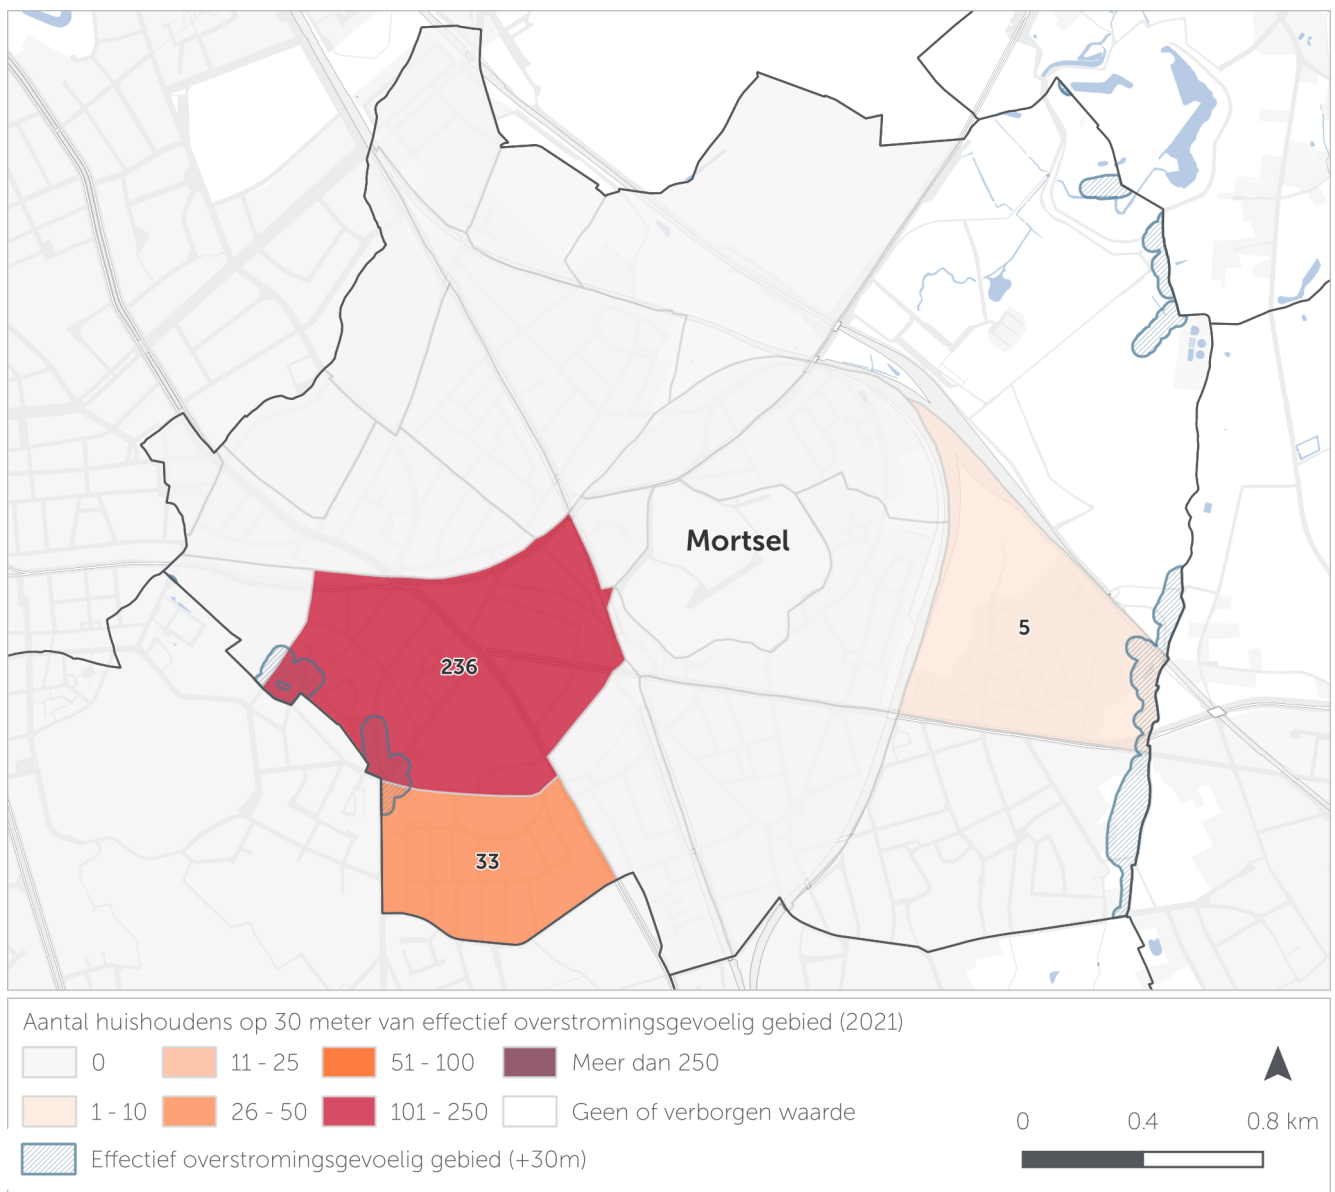 Mortsel
5
236
33
Aantal huishoudens op 30 meter van effectief overstromingsgevoelig gebied (2021)
0 11 - 25 51 - 100 Meer dan 250
1 - 10 26 - 50 101 - 250 Geen of verborgen waarde
0 0.4 0.8 km
Effectief overstromingsgevoelig gebied (+30m)